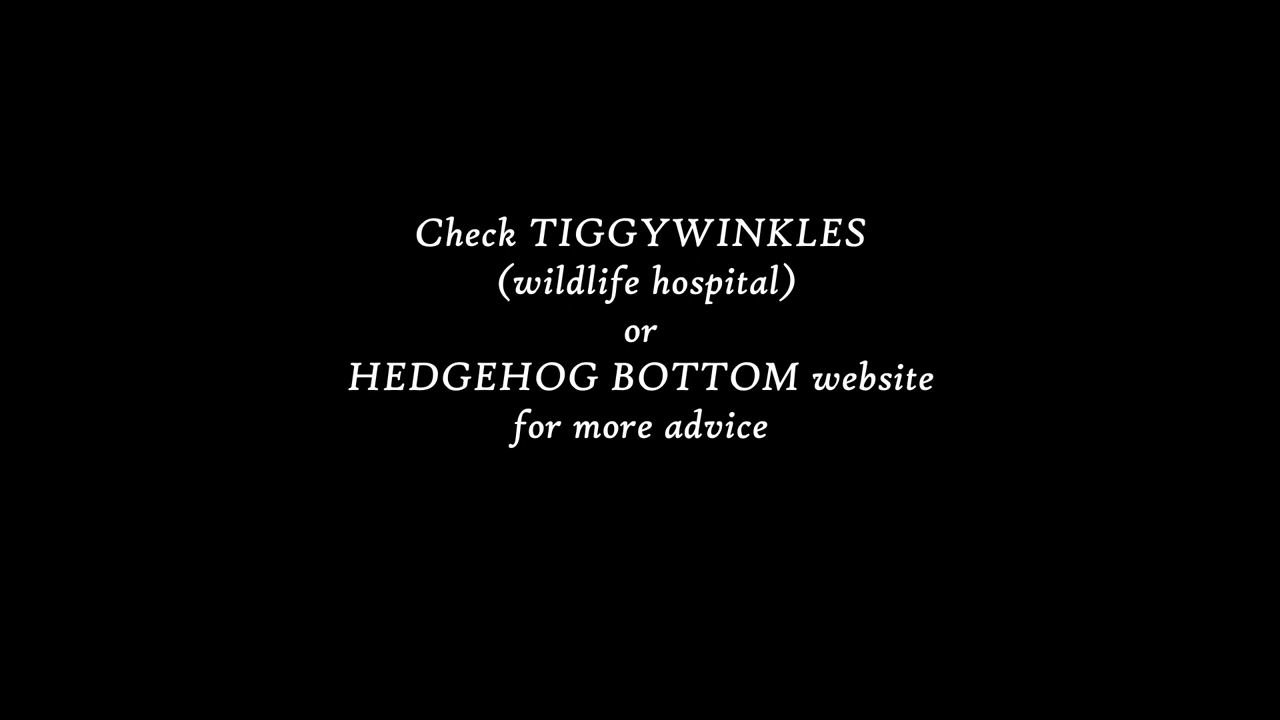 Check TIGGYWINKLES
(wildlife hospital)
or
HEDGEHOG BOTTOM website
for more advice